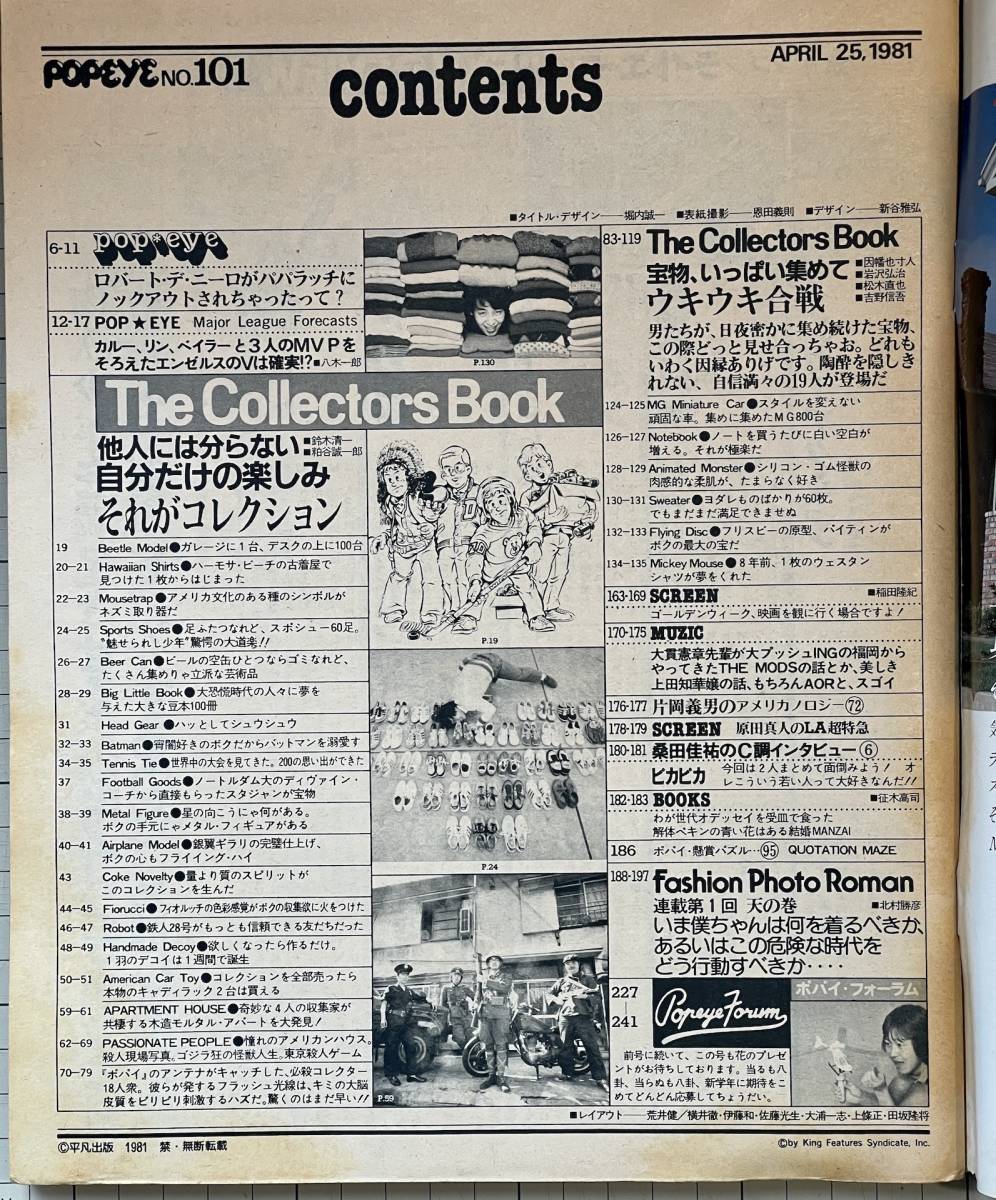 POPEYE NO.101
contents
APRIL 25,1981
■タイトル・デザイン——堀内誠一 ■表紙撮影——恩田義則 ■デザイン——新谷雅弘
6-11 pop★eye
ロバート・デ・ニーロがパパラッチに
ノックアウトされちゃったって？
12-17 POP★EYE Major League Forecasts
カルー、リン、ベイラーと3人のMVPを
そろえたエンゼルスのVは確実!? ■八木一郎
P.130
The Collectors Book
他人には分らない
自分だけの楽しみ
それがコレクション
■鈴木清一
■粕谷誠一郎
P.19
19 Beetle Model●ガレージに1台、デスクの上に100台
20-21 Hawaiian Shirts●ハーモサ・ビーチの古着屋で
見つけた1枚からはじまった
22-23 Mousetrap●アメリカ文化のある種のシンボルが
ネズミ取り器だ
24-25 Sports Shoes●足ふたつなれど、スポシュー60足。
“魅せられし少年”驚愕の大道楽!!
26-27 Beer Can●ビールの空缶ひとつならゴミなれど、
たくさん集めりゃ立派な芸術品
28-29 Big Little Book●大恐慌時代の人々に夢を
与えた大きな豆本100冊
31 Head Gear●ハッとしてシュウシュウ
32-33 Batman●宵闇好きのボクだからバットマンを溺愛す
34-35 Tennis Tie●世界中の大会を見てきた。200の思い出ができた
37 Football Goods●ノートルダム大のディヴァイン・
コーチから直接もらったスタジャンが宝物
38-39 Metal Figure●星の向こうにゃ何がある。
ボクの手元にゃメタル・フィギュアがある
40-41 Airplane Model●銀翼ギラリの完璧仕上げ、
ボクの心もフライイング・ハイ
43 Coke Novelty●量より質のスピリットが
このコレクションを生んだ
44-45 Fiorucci●フィオルッチの色彩感覚がボクの収集欲に火をつけた
46-47 Robot●鉄人28号がもっとも信頼できる友だちだった
48-49 Handmade Decoy●欲しくなったら作るだけ。
1羽のデコイは1週間で誕生
50-51 American Car Toy●コレクションを全部売ったら
本物のキャディラック2台は買える
59-61 APARTMENT HOUSE●奇妙な4人の収集家が
共棲する木造モルタル・アパートを大発見！
62-69 PASSIONATE PEOPLE●憧れのアメリカンハウス。
殺人現場写真。ゴジラ狂の怪獣人生。東京殺人ゲーム
70-79 『ポパイ』のアンテナがキャッチした、必殺コレクター
18人衆。彼らが発するフラッシュ光線は、キミの大脳
皮質をビリビリ刺激するハズだ。驚くのはまだ早い!!
P.24
P.59
83-119 The Collectors Book
宝物、いっぱい集めて
ウキウキ合戦
■因幡也寸人
■岩沢弘治
■松木直也
■吉野信吾
男たちが、日夜密かに集め続けた宝物、
この際どっと見せ合っちゃお。どれも
いわく因縁ありげです。陶酔を隠しき
れない、自信満々の19人が登場だ
124-125 MG Miniature Car●スタイルを変えない
頑固な車。集めに集めたMG800台
126-127 Notebook●ノートを買うたびに白い空白が
増える。それが極楽だ
128-129 Animated Monster●シリコン・ゴム怪獣の
肉感的な柔肌が、たまらなく好き
130-131 Sweater●ヨダレものばかりが60枚。
でもまだまだ満足できませぬ
132-133 Flying Disc●フリスビーの原型、パイティンが
ボクの最大の宝だ
134-135 Mickey Mouse●8年前、1枚のウェスタン
シャツが夢をくれた
163-169 SCREEN ■稲田隆紀
ゴールデンウィーク、映画を観に行く場合ですよ！
170-175 MUZIC
大貫憲章先輩が大プッシュINGの福岡から
やってきたTHE MODSの話とか、美しき
上田知華嬢の話、もちろんAORと、スゴイ
176-177 片岡義男のアメリカノロジー㊆
178-179 SCREEN 原田真人のLA超特急
180-181 桑田佳祐のC調インタビュー⑥
ピカピカ 今回は2人まとめて面倒みよう！ オ
レこういう若い人って大好きなんだ!!
182-183 BOOKS ■征木高司
わが世代オデッセイを受皿で食った
解体ペキンの青い花はある結婚MANZAI
186 ポパイ・懸賞パズル…(95) QUOTATION MAZE
188-197 Fashion Photo Roman
連載第1回 天の巻 ■北村勝彦
いま僕ちゃんは何を着るべきか、
あるいはこの危険な時代を
どう行動すべきか‥‥
227
241
Popeye Forum
ポパイ・フォーラム
前号に続いて、この号も花のプレゼ
ントがお待ちしております。当るも八
卦、当らぬも八卦、新学年に期待をこ
めてどんどん応募してちょうだい。
■レイアウト——荒井健／横井徹・伊藤和・佐藤光生・大浦一志・上條正・田坂隆将
©平凡出版 1981 禁・無断転載
©by King Features Syndicate, Inc.